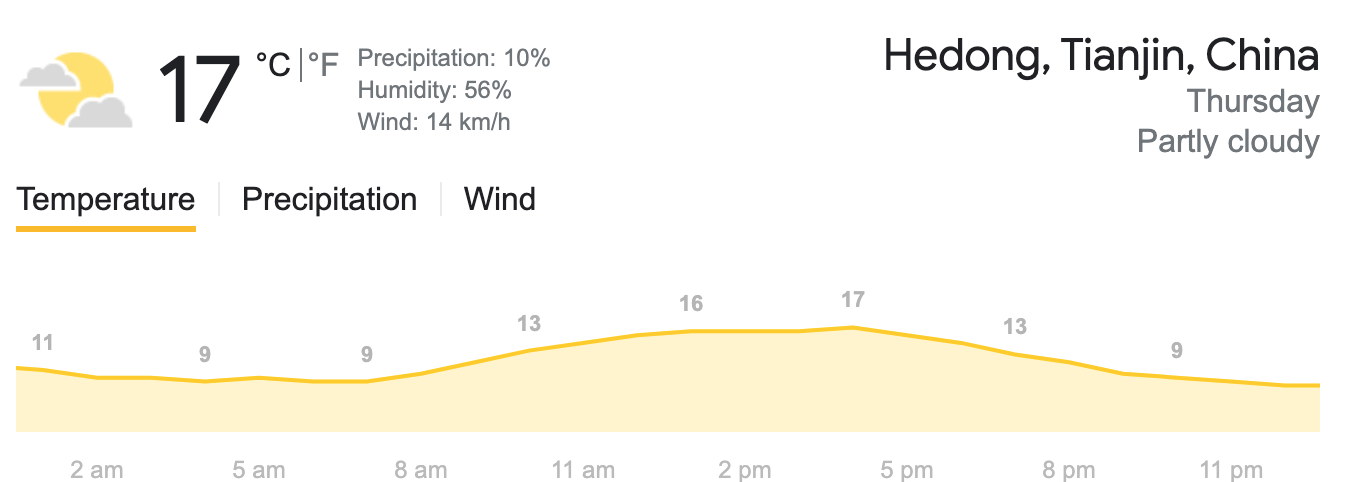 17 °C | °F
Precipitation: 10%
Humidity: 56%
Wind: 14 km/h
Hedong, Tianjin, China
Thursday
Partly cloudy
Temperature | Precipitation | Wind
11 9 9 13 16 17 13 9
2 am 5 am 8 am 11 am 2 pm 5 pm 8 pm 11 pm